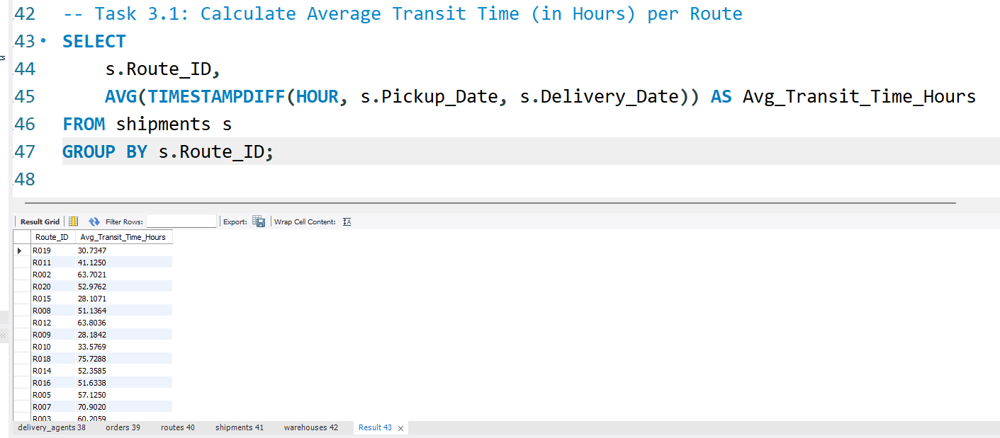 42 -- Task 3.1: Calculate Average Transit Time (in Hours) per Route
43 SELECT
44 s.Route_ID,
45 AVG(TIMESTAMPDIFF(HOUR, s.Pickup_Date, s.Delivery_Date)) AS Avg_Transit_Time_Hours
46 FROM shipments s
47 GROUP BY s.Route_ID;
48
Result Grid Filter Rows: Export: Wrap Cell Content:
Route_ID Avg_Transit_Time_Hours
R019 30.7347
R011 41.1250
R002 63.7021
R020 52.9762
R015 28.1071
R008 51.1364
R012 63.8036
R009 28.1842
R010 33.5769
R018 75.7288
R014 52.3585
R016 51.6338
R005 57.1250
R007 70.9020
R003 60.2059
delivery_agents 38 orders 39 routes 40 shipments 41 warehouses 42 Result 43